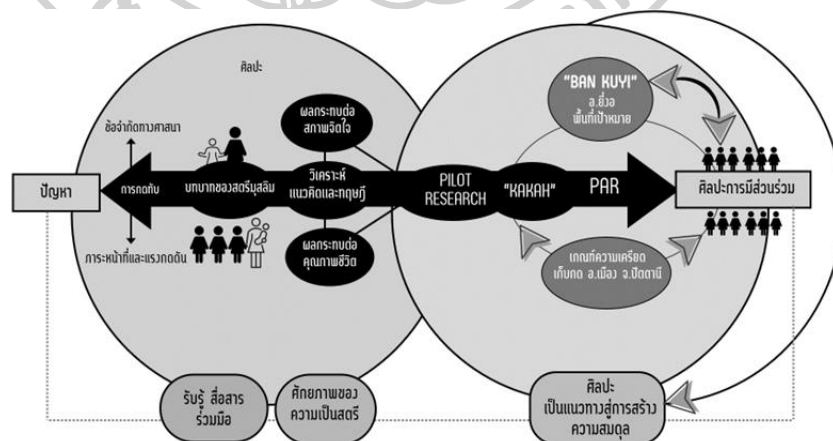 ศิลปะ
ข้อจำกัดทางศาสนา
ปัญหา
การกดทับ
บทบาทของสตรีมุสลิม
ภาระหน้าที่และแรงกดดัน
ผลกระทบต่อ
สภาพจิตใจ
วิเคราะห์
แนวคิดและทฤษฎี
ผลกระทบต่อ
คุณภาพชีวิต
PILOT
RESEARCH
"KAKAH"
PAR
"BAN KUYI"
อ.ยี่งอ
พื้นที่เป้าหมาย
ศิลปะการมีส่วนร่วม
เกณฑ์ความเครียด
เก็บกด อ.เมือง จ.ปัตตานี
รับรู้ สื่อสาร
ร่วมมือ
ศักยภาพของ
ความเป็นสตรี
ศิลปะ
เป็นแนวทางสู่การสร้าง
ความสมดุล